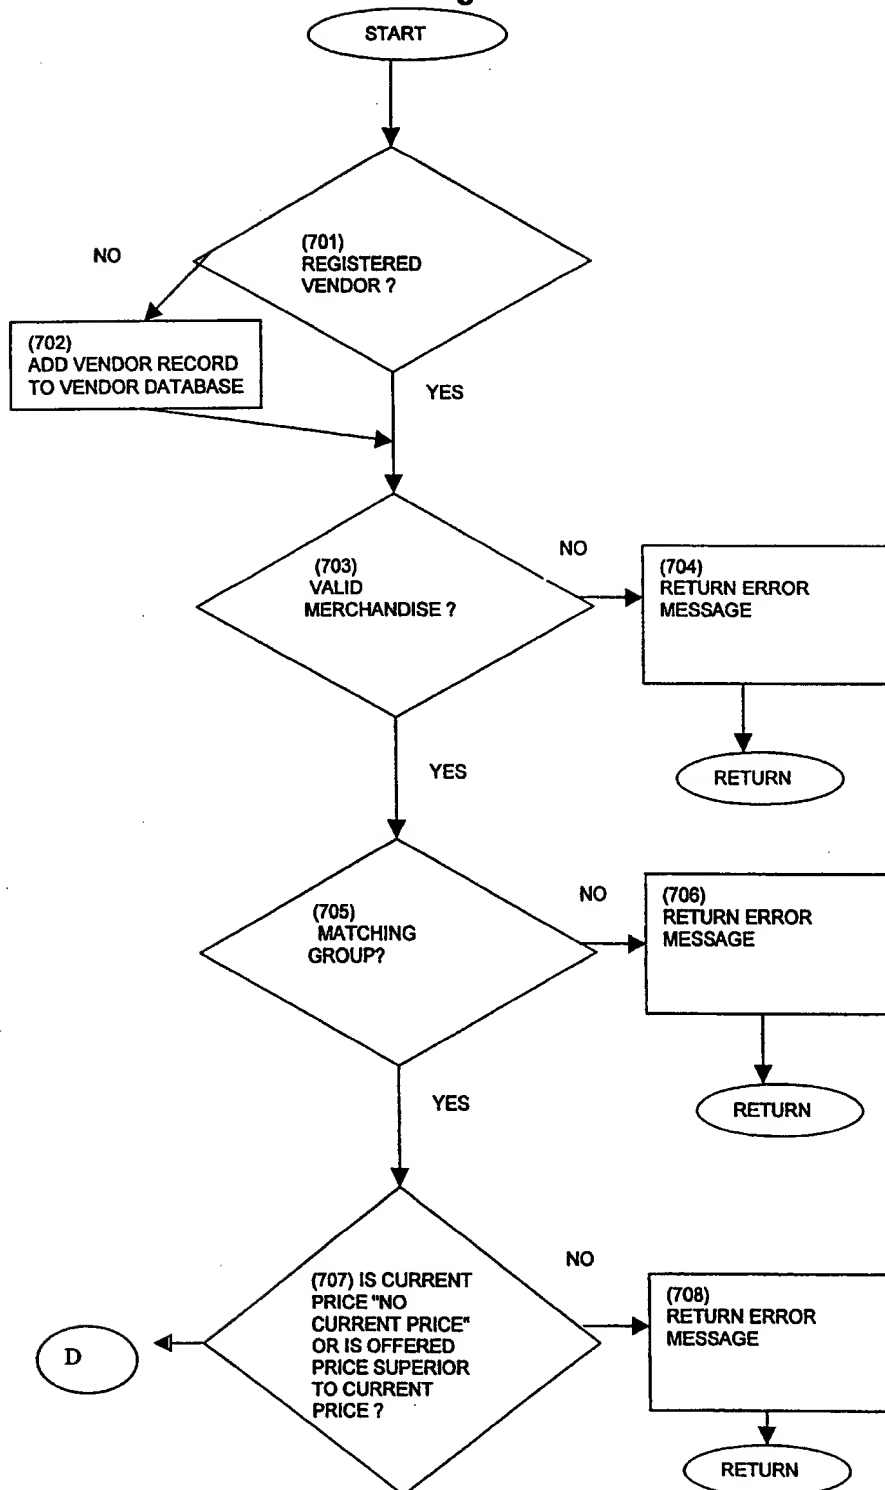 START
(701)
REGISTERED
VENDOR ?
NO
(702)
ADD VENDOR RECORD
TO VENDOR DATABASE
YES
(703)
VALID
MERCHANDISE ?
NO
(704)
RETURN ERROR
MESSAGE
RETURN
YES
(705)
MATCHING
GROUP?
NO
(706)
RETURN ERROR
MESSAGE
RETURN
YES
(707) IS CURRENT
PRICE "NO
CURRENT PRICE"
OR IS OFFERED
PRICE SUPERIOR
TO CURRENT
PRICE ?
NO
(708)
RETURN ERROR
MESSAGE
RETURN
D